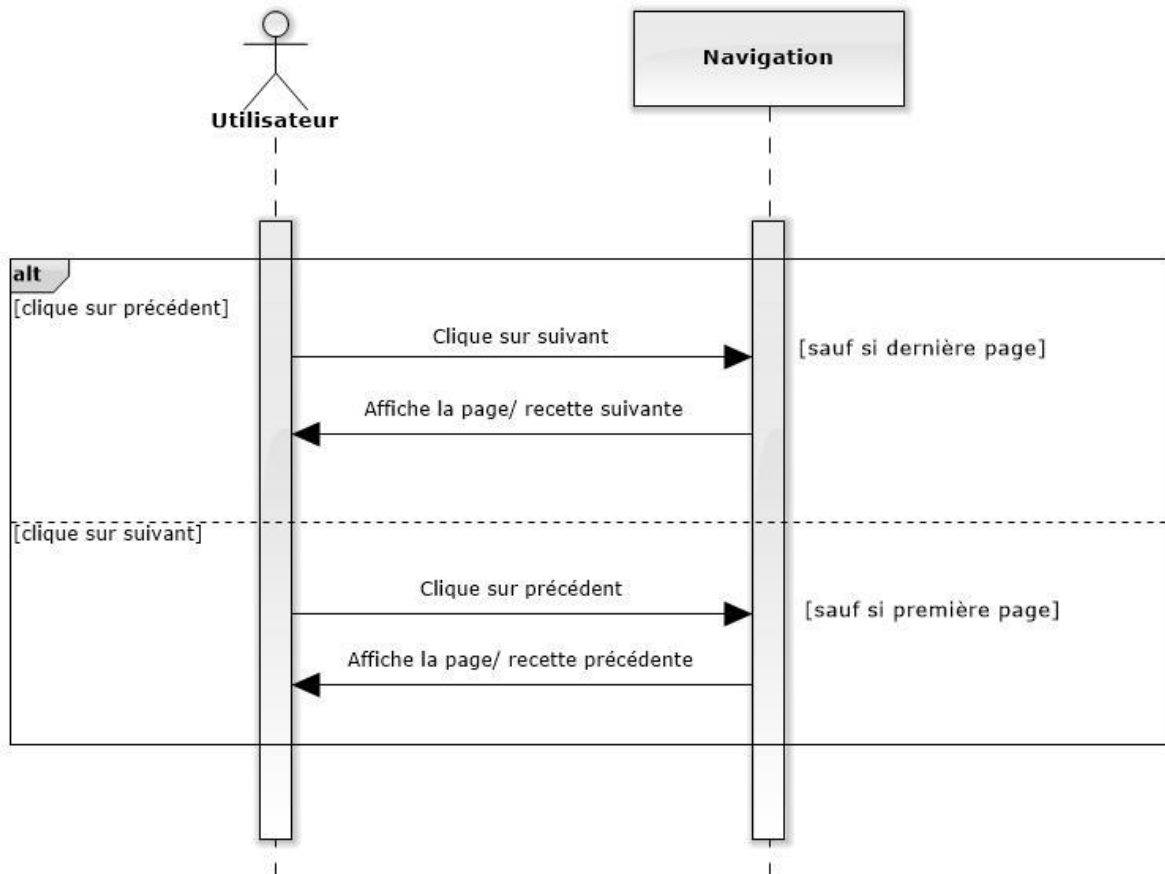 Utilisateur
Navigation
alt
[clique sur précédent]
Clique sur suivant
[sauf si dernière page]
Affiche la page/ recette suivante
[clique sur suivant]
Clique sur précédent
[sauf si première page]
Affiche la page/ recette précédente